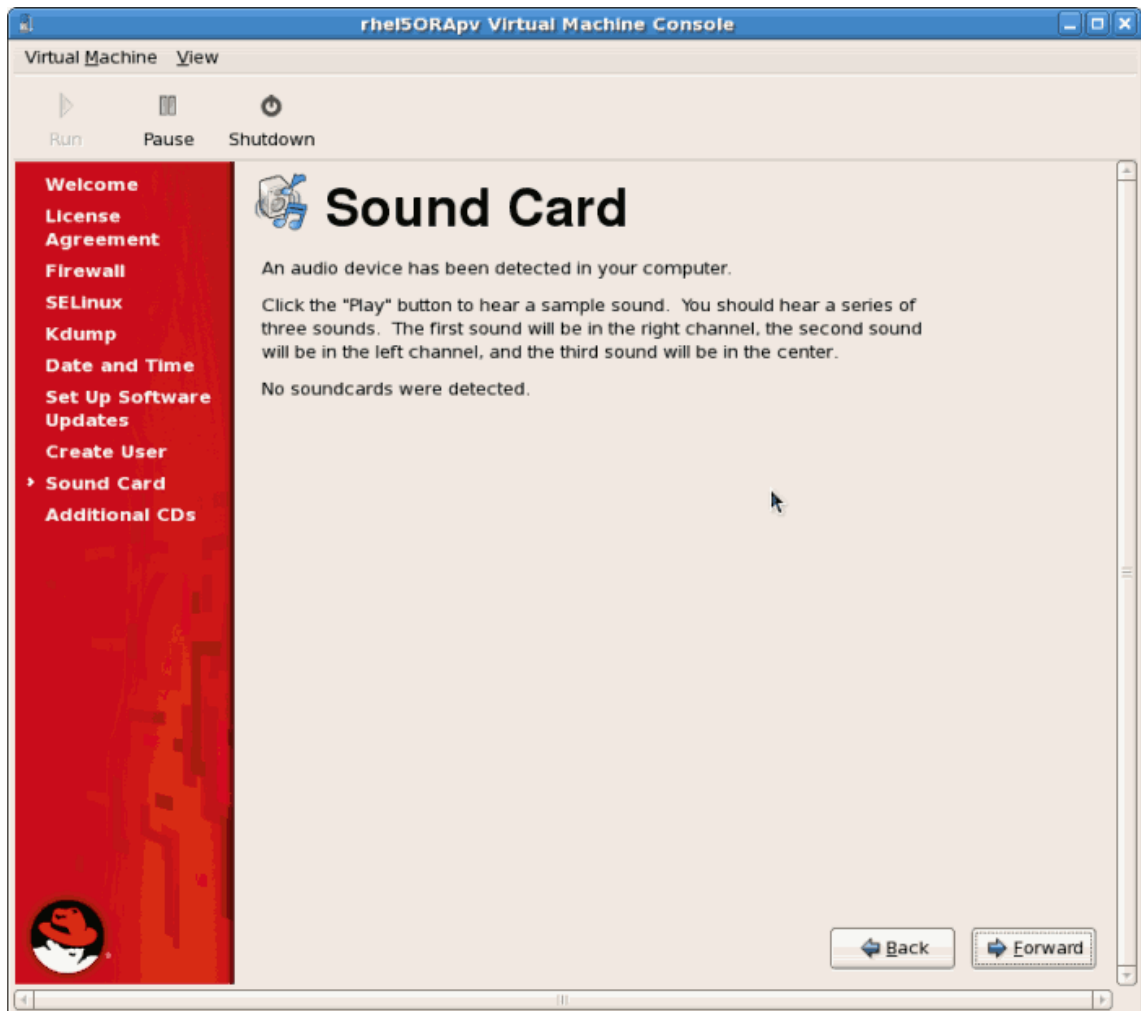 rhel5ORApv Virtual Machine Console
Virtual Machine View
Run Pause Shutdown
Welcome
License
Agreement
Firewall
SELinux
Kdump
Date and Time
Set Up Software
Updates
Create User
Sound Card
Additional CDs
Sound Card
An audio device has been detected in your computer.
Click the "Play" button to hear a sample sound.  You should hear a series of
three sounds.  The first sound will be in the right channel, the second sound
will be in the left channel, and the third sound will be in the center.
No soundcards were detected.
Back Forward